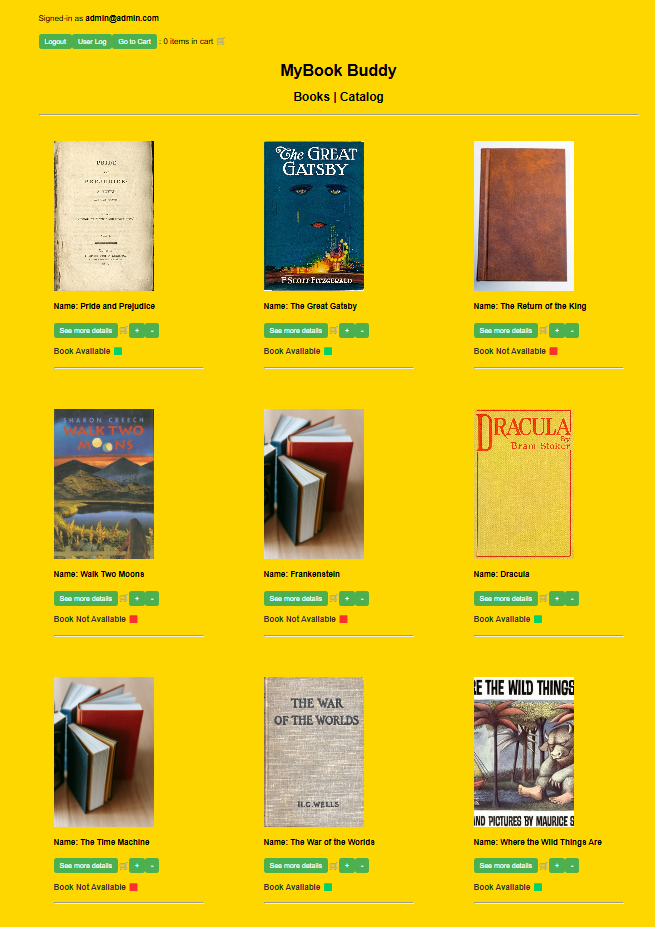 Signed-in as admin@admin.com
Logout User Log Go to Cart : 0 items in cart
MyBook Buddy
Books | Catalog
PRIDE
PREJUDICE
The GREAT
GATSBY
F·SCOTT FITZGERALD
Name: Pride and Prejudice
Name: The Great Gatsby
Name: The Return of the King
See more details + -
See more details + -
See more details + -
Book Available
Book Available
Book Not Available
SHARON CREECH
WALK TWO
MOONS
DRACULA
By
Bram Stoker
Name: Walk Two Moons
Name: Frankenstein
Name: Dracula
See more details + -
See more details + -
See more details + -
Book Not Available
Book Not Available
Book Available
THE WAR
OF THE WORLDS
H.G.WELLS
RE THE WILD THINGS
AND PICTURES BY MAURICE S
Name: The Time Machine
Name: The War of the Worlds
Name: Where the Wild Things Are
See more details + -
See more details + -
See more details + -
Book Not Available
Book Available
Book Available